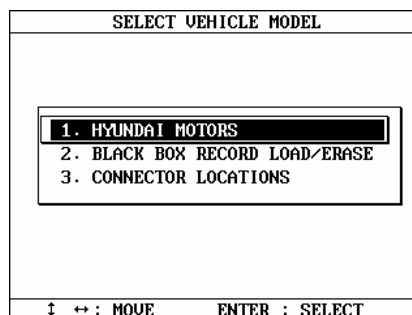 SELECT VEHICLE MODEL
1. HYUNDAI MOTORS
2. BLACK BOX RECORD LOAD/ERASE
3. CONNECTOR LOCATIONS
↕ ↔: MOVE ENTER : SELECT